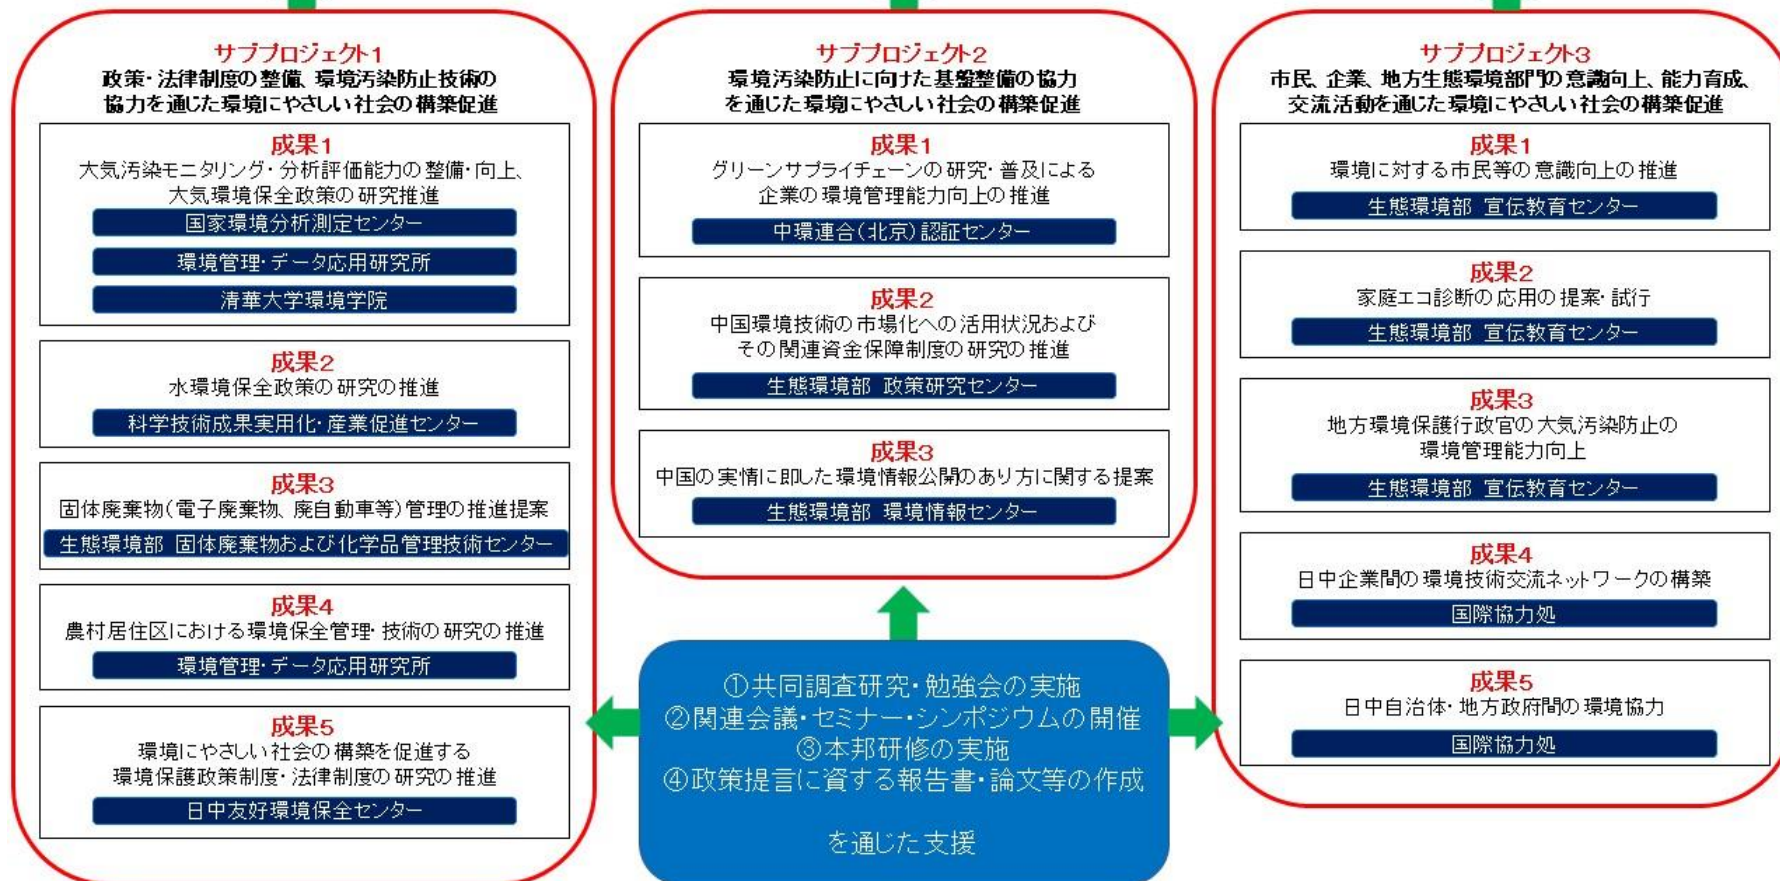 サブプロジェクト1
政策・法律制度の整備、環境汚染防止技術の
協力を通じた環境にやさしい社会の構築促進
成果1
大気汚染モニタリング・分析評価能力の整備・向上、
大気環境保全政策の研究推進
国家環境分析測定センター
環境管理・データ応用研究所
清華大学環境学院
成果2
水環境保全政策の研究の推進
科学技術成果実用化・産業促進センター
成果3
固体廃棄物(電子廃棄物、廃自動車等)管理の推進提案
生態環境部 固体廃棄物および化学品管理技術センター
成果4
農村居住区における環境保全管理・技術の研究の推進
環境管理・データ応用研究所
成果5
環境にやさしい社会の構築を促進する
環境保護政策制度・法律制度の研究の推進
日中友好環境保全センター
サブプロジェクト2
環境汚染防止に向けた基盤整備の協力
を通じた環境にやさしい社会の構築促進
成果1
グリーンサプライチェーンの研究・普及による
企業の環境管理能力向上の推進
中環連合(北京)認証センター
成果2
中国環境技術の市場化への活用状況および
その関連資金保障制度の研究の推進
生態環境部 政策研究センター
成果3
中国の実情に即した環境情報公開のあり方に関する提案
生態環境部 環境情報センター
①共同調査研究・勉強会の実施
②関連会議・セミナー・シンポジウムの開催
③本邦研修の実施
④政策提言に資する報告書・論文等の作成
を通じた支援
サブプロジェクト3
市民、企業、地方生態環境部門の意識向上、能力育成、
交流活動を通じた環境にやさしい社会の構築促進
成果1
環境に対する市民等の意識向上の推進
生態環境部 宣伝教育センター
成果2
家庭エコ診断の応用の提案・試行
生態環境部 宣伝教育センター
成果3
地方環境保護行政官の大気汚染防止の
環境管理能力向上
生態環境部 宣伝教育センター
成果4
日中企業間の環境技術交流ネットワークの構築
国際協力処
成果5
日中自治体・地方政府間の環境協力
国際協力処